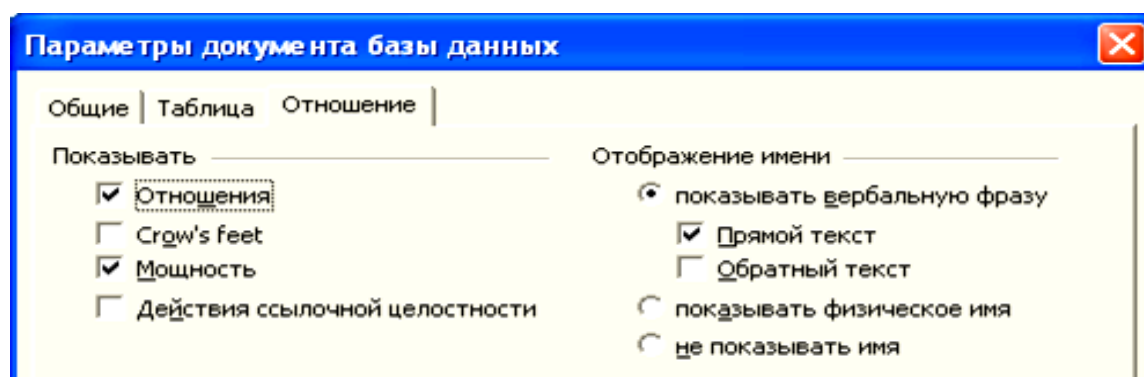 Параметры документа базы данных
Общие Таблица Отношение
Показывать
Отношения
Crow's feet
Мощность
Действия ссылочной целостности
Отображение имени
показывать вербальную фразу
Прямой текст
Обратный текст
показывать физическое имя
не показывать имя